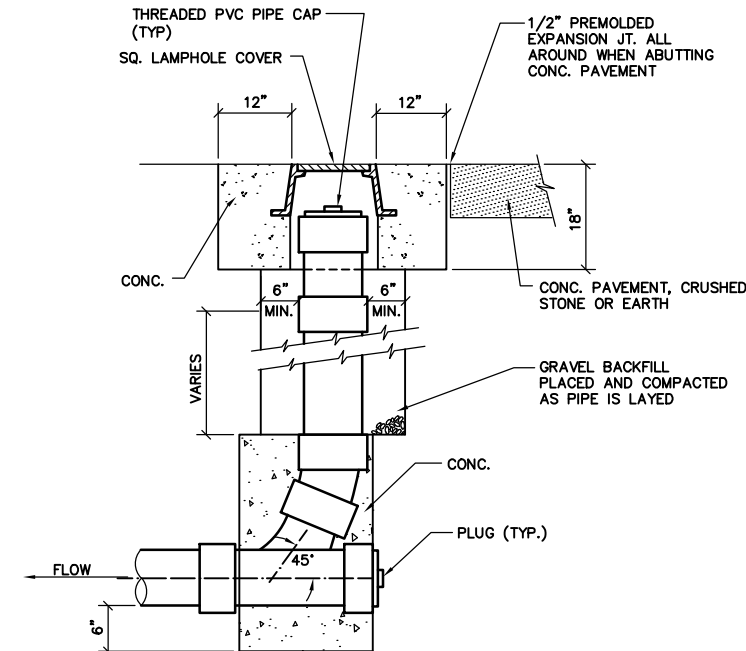 THREADED PVC PIPE CAP
(TYP)
SQ. LAMPHOLE COVER
1/2" PREMOLDED
EXPANSION JT. ALL
AROUND WHEN ABUTTING
CONC. PAVEMENT
12"
12"
18"
CONC.
6"
MIN.
6"
MIN.
CONC. PAVEMENT, CRUSHED
STONE OR EARTH
VARIES
GRAVEL BACKFILL
PLACED AND COMPACTED
AS PIPE IS LAYED
CONC.
PLUG (TYP.)
45°
FLOW
6"